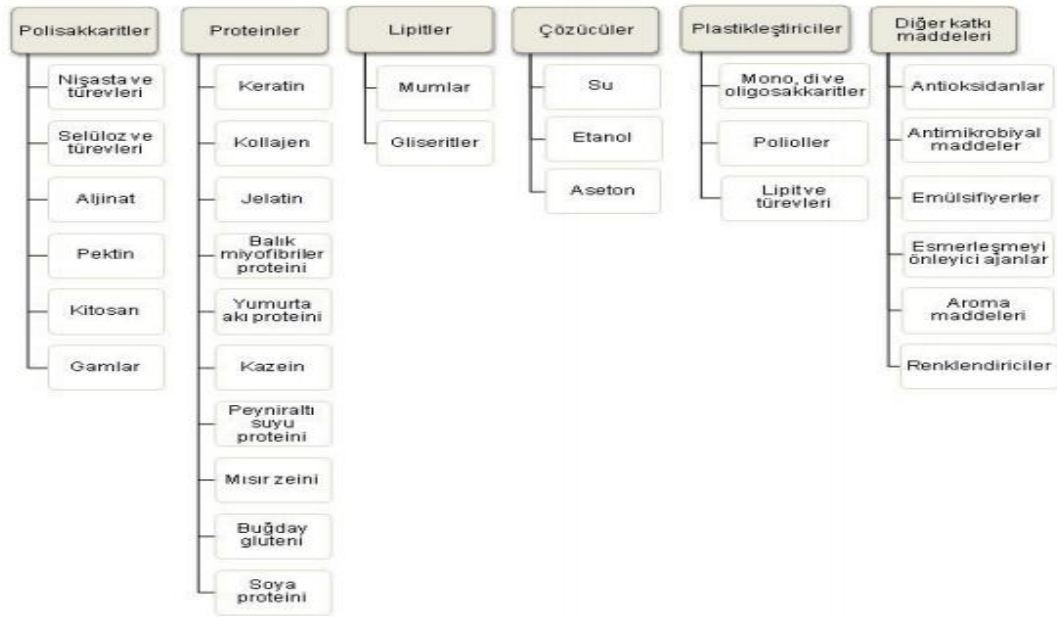 Polisakkaritler
Nişasta ve
türevleri
Selüloz ve
türevleri
Aljinat
Pektin
Kitosan
Gamlar
Proteinler
Keratin
Kollajen
Jelatin
Balık
miyofibriler
proteini
Yumurta
akı proteini
Kazein
Peyniraltı
suyu
proteini
Mısır zeini
Buğday
gluteni
Soya
proteini
Lipitler
Mumlar
Gliseritler
Çözücüler
Su
Etanol
Aseton
Plastikleştiriciler
Mono, di ve
oligosakkaritler
Polioller
Lipit ve
türevleri
Diğer katkı
maddeleri
Antioksidanlar
Antimikrobiyal
maddeler
Emülsifiyerler
Esmerleşmeyi
önleyici ajanlar
Aroma
maddeleri
Renklendiriciler